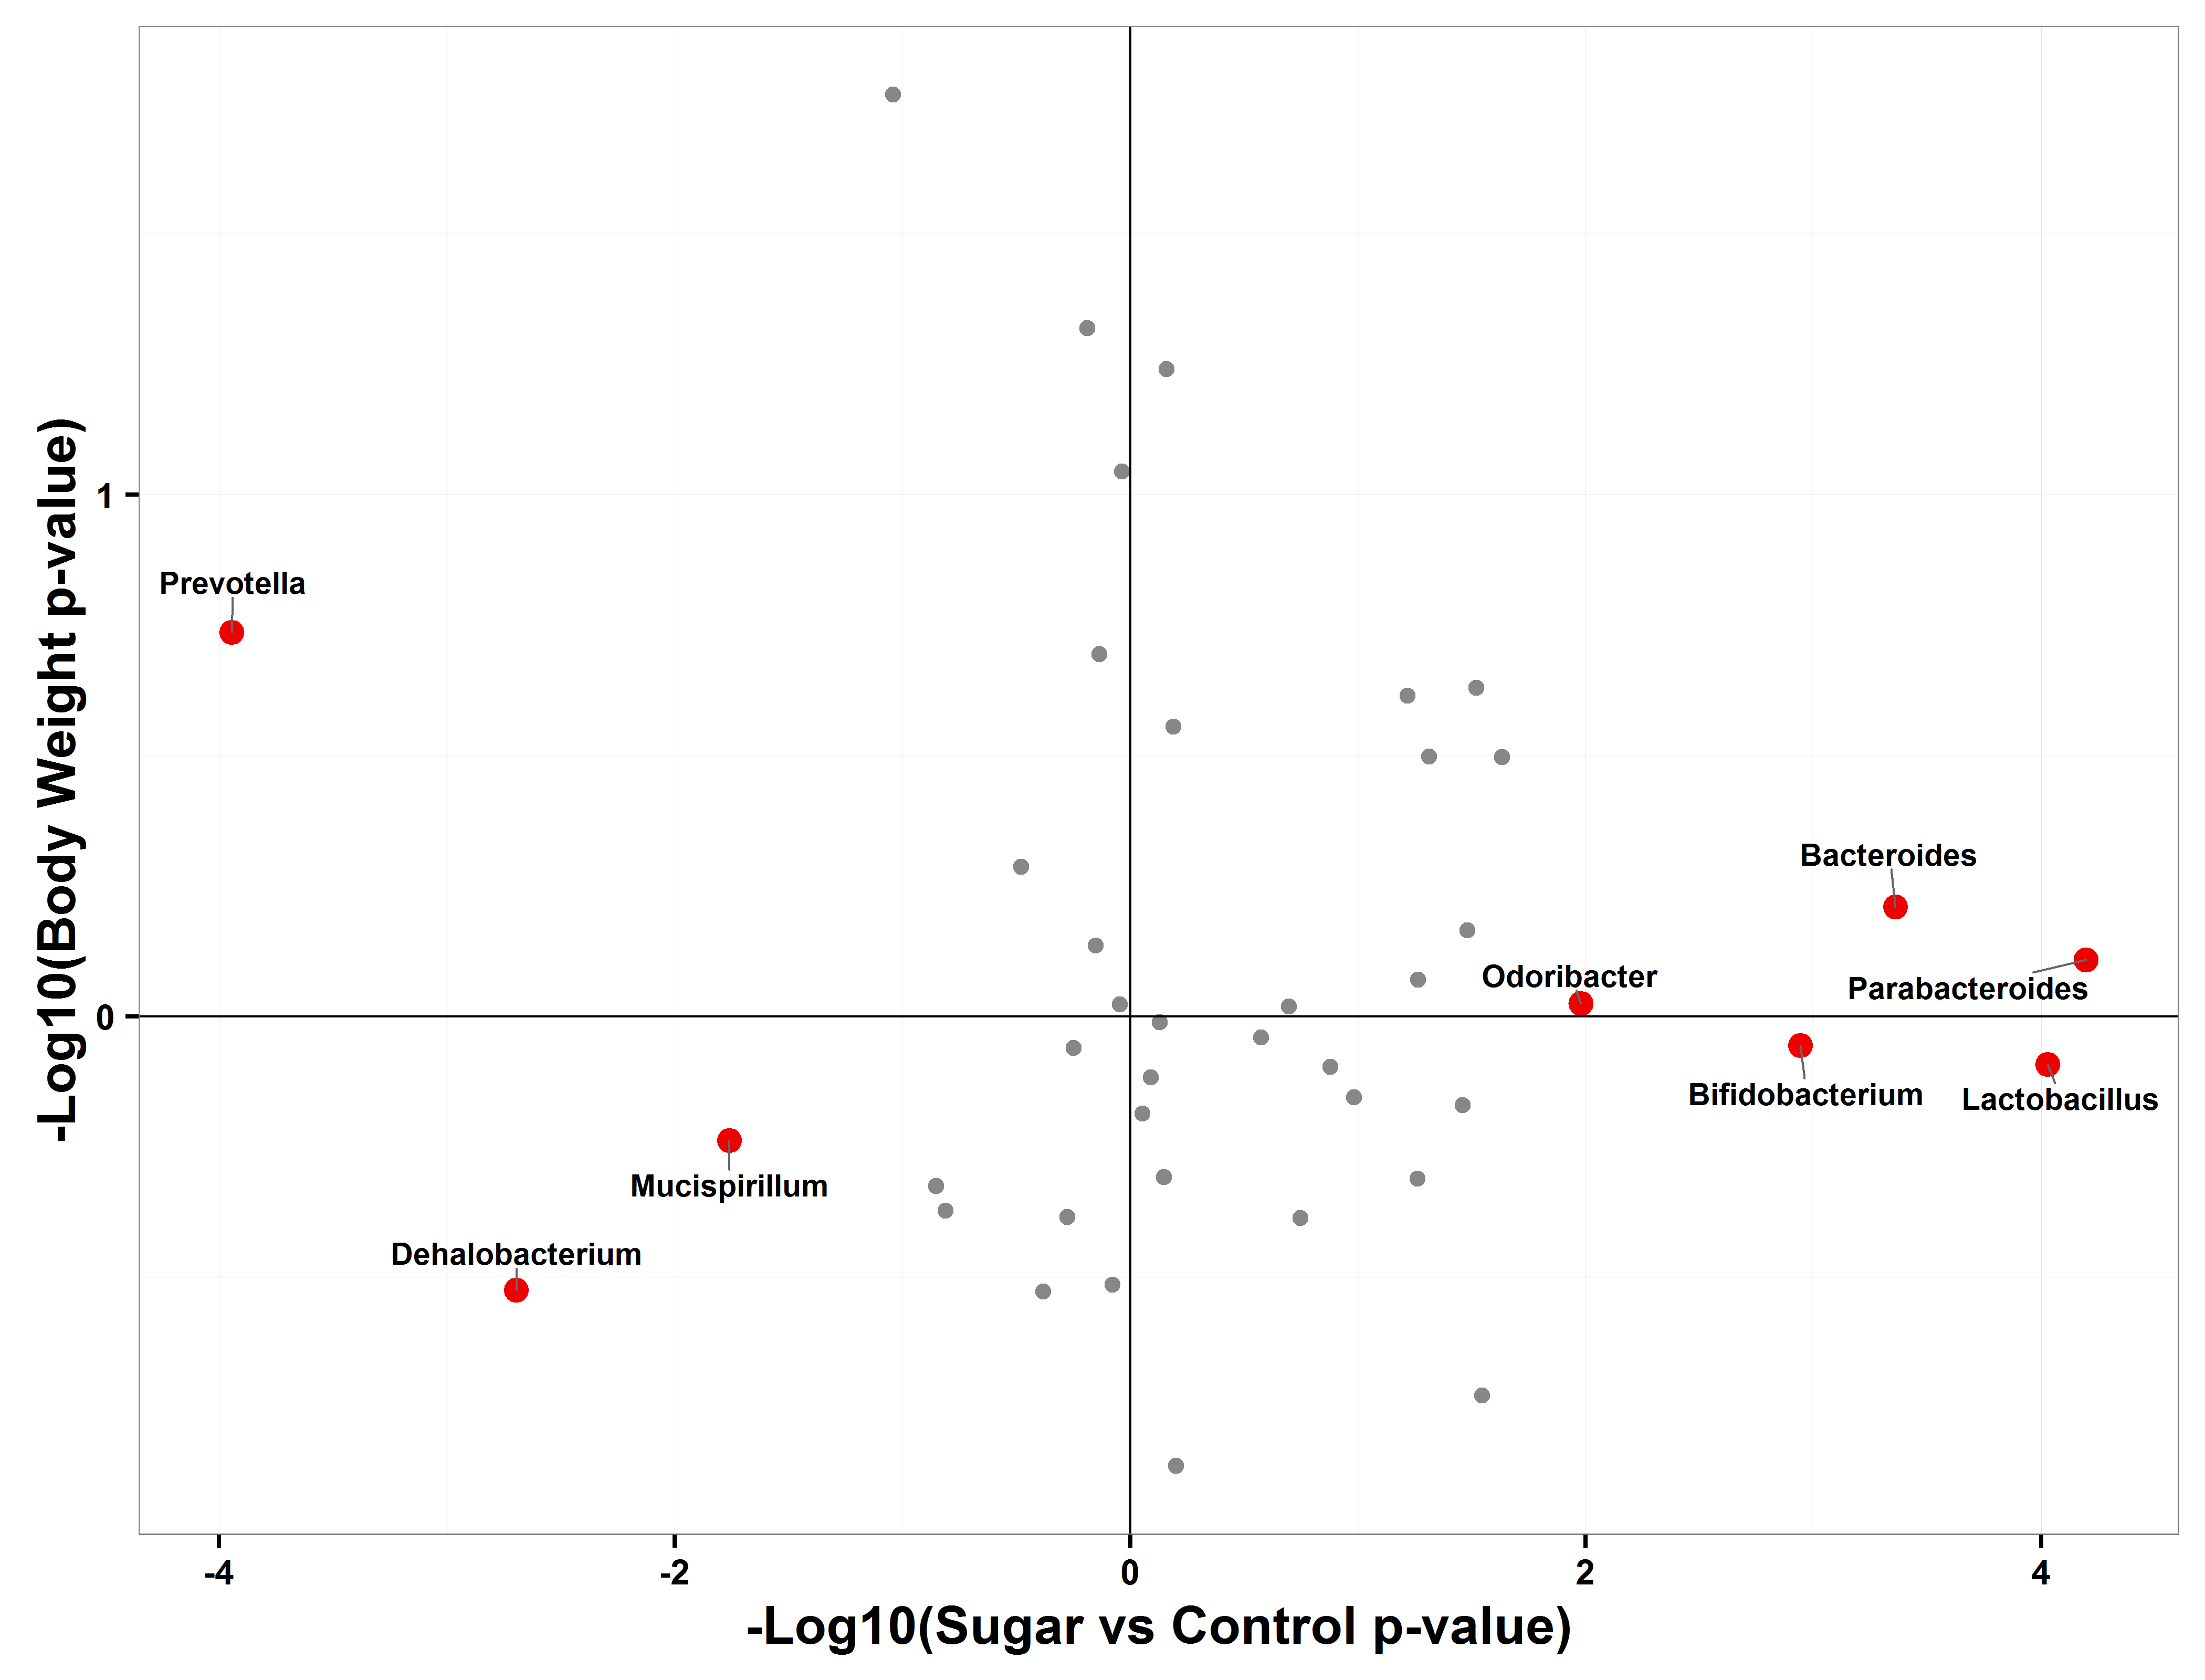 -Log10(Body Weight p-value)
1
0
Prevotella
Bacteroides
Odoribacter
Parabacteroides
Bifidobacterium
Lactobacillus
Mucispirillum
Dehalobacterium
-4
-2
0
2
4
-Log10(Sugar vs Control p-value)